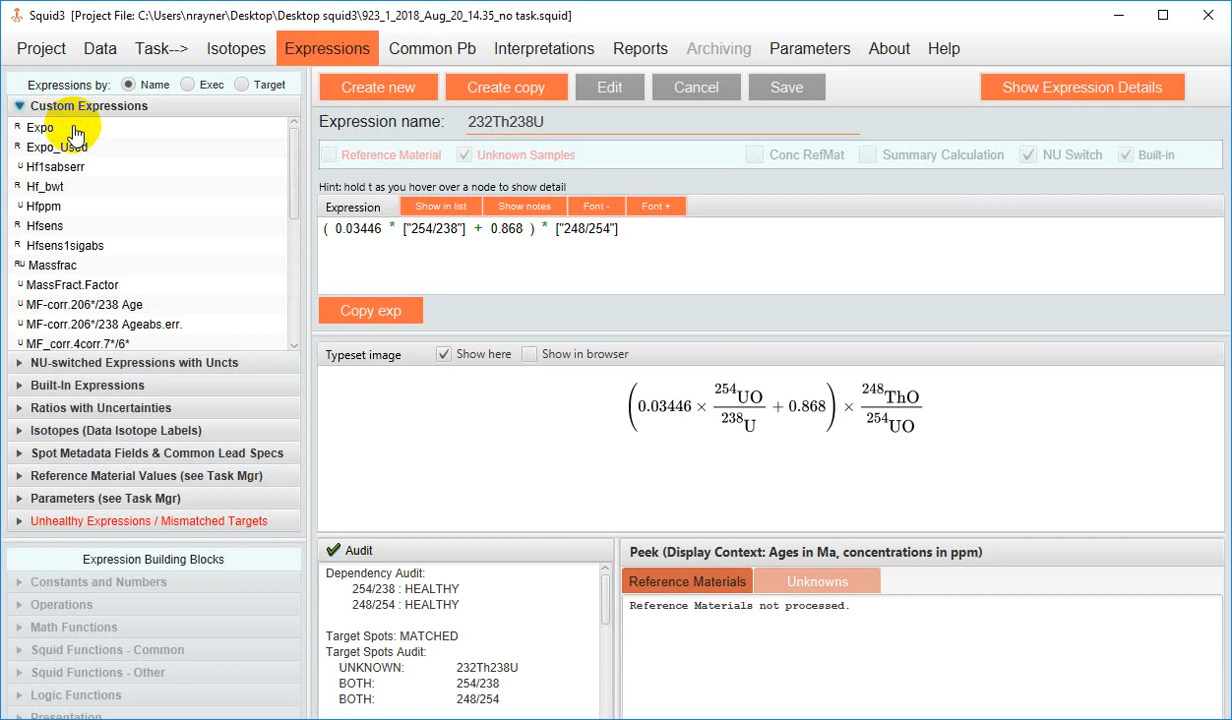 Squid3 [Project File: C:\Users\nrayner\Desktop\Desktop squid3\923_1_2018_Aug_20_14.35_no task.squid]
Project Data Task--> Isotopes Expressions Common Pb Interpretations Reports Archiving Parameters About Help
Expressions by: Name Exec Target
Custom Expressions
R Expo
R Expo_Used
U Hf1sabserr
R Hf_bwt
U Hfppm
R Hfsens
R Hfsens1sigabs
RU Massfrac
U MassFract.Factor
U MF-corr.206*/238 Age
U MF-corr.206*/238 Ageabs.err.
U MF_corr.4corr.7*/6*
NU-switched Expressions with Uncts
Built-In Expressions
Ratios with Uncertainties
Isotopes (Data Isotope Labels)
Spot Metadata Fields & Common Lead Specs
Reference Material Values (see Task Mgr)
Parameters (see Task Mgr)
Unhealthy Expressions / Mismatched Targets
Expression Building Blocks
Constants and Numbers
Operations
Math Functions
Squid Functions - Common
Squid Functions - Other
Logic Functions
Presentation
Create new Create copy Edit Cancel Save Show Expression Details
Expression name: 232Th238U
Reference Material Unknown Samples Conc RefMat Summary Calculation NU Switch Built-in
Hint: hold t as you hover over a node to show detail
Expression Show in list Show notes Font - Font +
( 0.03446 * ["254/238"] + 0.868 ) * ["248/254"]
Copy exp
Typeset image Show here Show in browser
(0.03446 × ²⁵⁴UO/²³⁸U + 0.868) × ²⁴⁸ThO/²⁵⁴UO
Audit
Dependency Audit:
254/238 : HEALTHY
248/254 : HEALTHY
Target Spots: MATCHED
Target Spots Audit:
UNKNOWN: 232Th238U
BOTH: 254/238
BOTH: 248/254
Peek (Display Context: Ages in Ma, concentrations in ppm)
Reference Materials Unknowns
Reference Materials not processed.